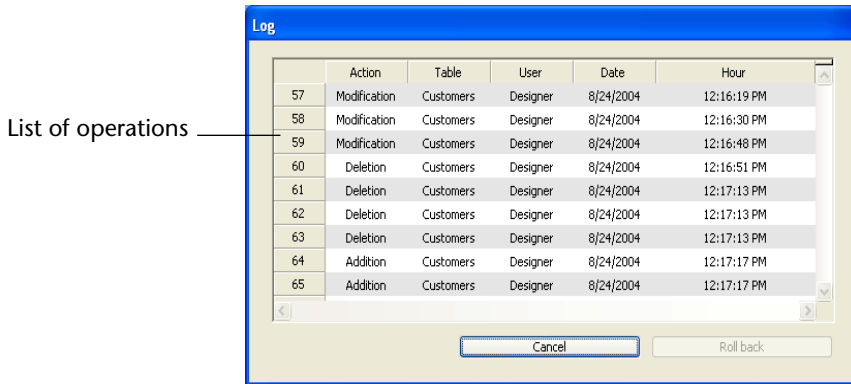 Log
Action Table User Date Hour
57 Modification Customers Designer 8/24/2004 12:16:19 PM
58 Modification Customers Designer 8/24/2004 12:16:30 PM
List of operations
59 Modification Customers Designer 8/24/2004 12:16:48 PM
60 Deletion Customers Designer 8/24/2004 12:16:51 PM
61 Deletion Customers Designer 8/24/2004 12:17:13 PM
62 Deletion Customers Designer 8/24/2004 12:17:13 PM
63 Deletion Customers Designer 8/24/2004 12:17:13 PM
64 Addition Customers Designer 8/24/2004 12:17:17 PM
65 Addition Customers Designer 8/24/2004 12:17:17 PM
Cancel Roll back